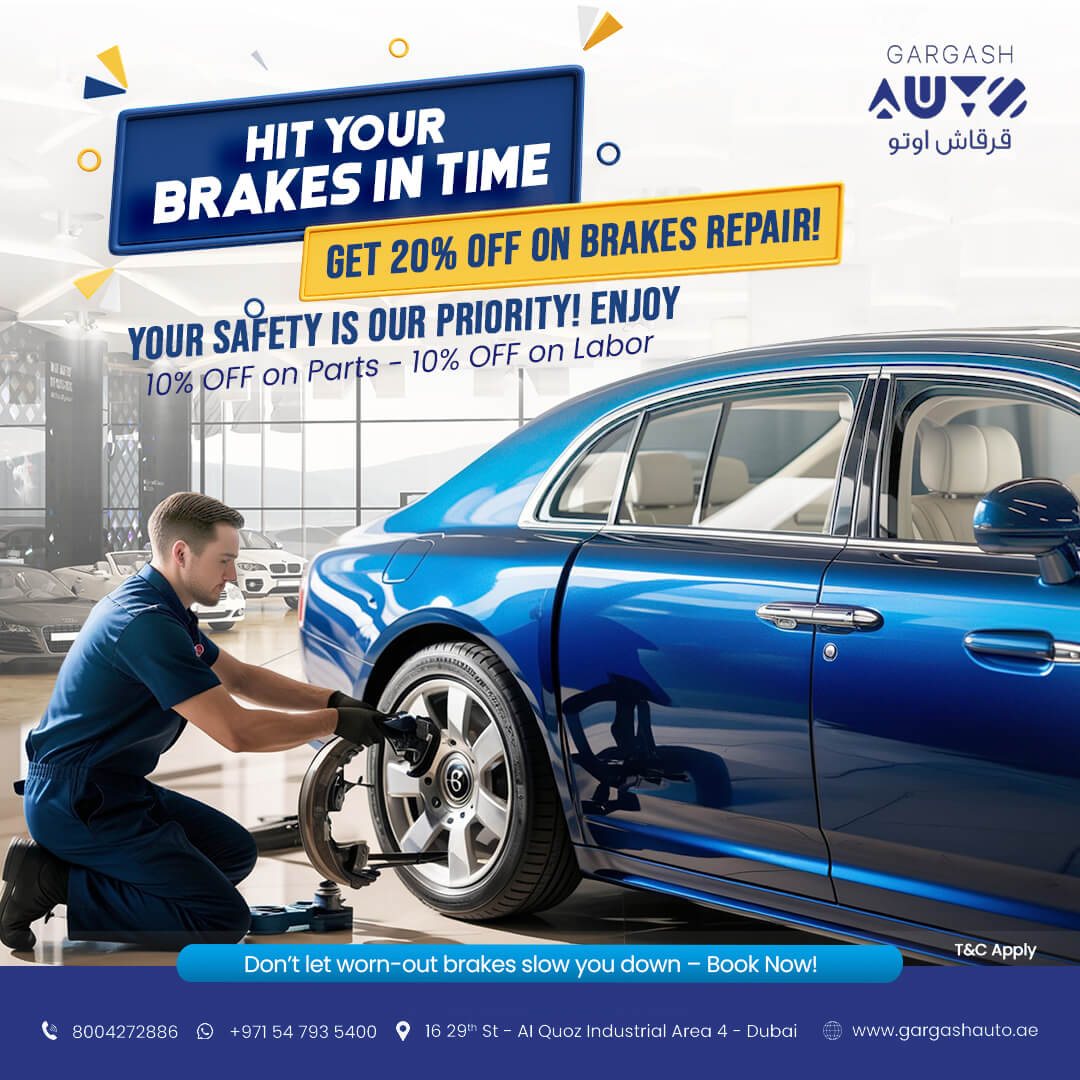 GARGASH
AUTO
قرقاش اوتو
HIT YOUR
BRAKES IN TIME
GET 20% OFF ON BRAKES REPAIR!
YOUR SAFETY IS OUR PRIORITY! ENJOY
10% OFF on Parts - 10% OFF on Labor
T&C Apply
Don’t let worn-out brakes slow you down – Book Now!
8004272886 +971 54 793 5400 16 29th St - Al Quoz Industrial Area 4 - Dubai www.gargashauto.ae